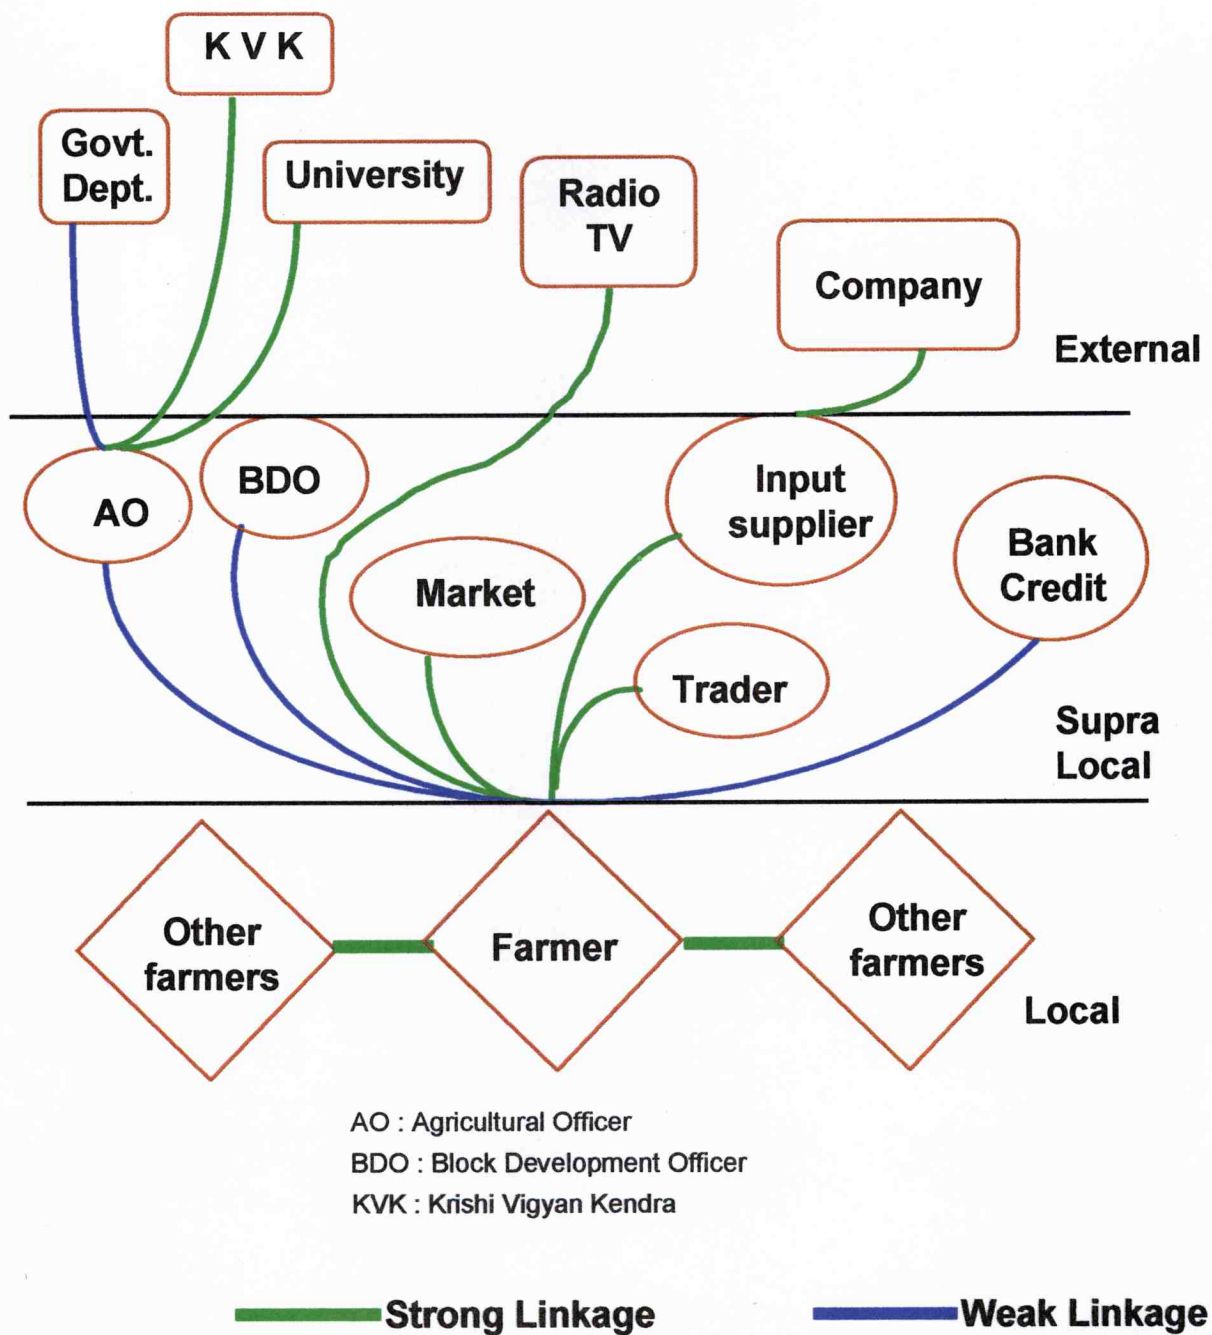 K V K
Govt.
Dept.
University
Radio
TV
Company
External
AO
BDO
Input
supplier
Bank
Credit
Market
Trader
Supra
Local
Other
farmers
Farmer
Other
farmers
Local
AO : Agricultural Officer
BDO : Block Development Officer
KVK : Krishi Vigyan Kendra
Strong Linkage
Weak Linkage